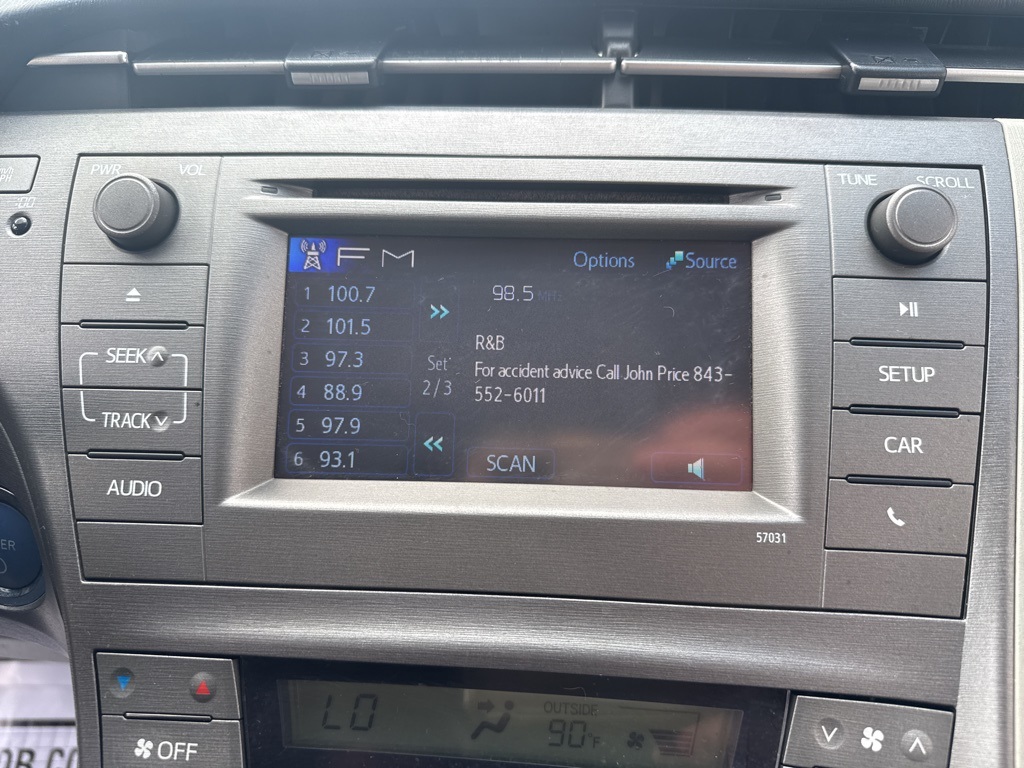 PWR VOL
TUNE SCROLL
FM
Options
Source
1 100.7
2 101.5
3 97.3
4 88.9
5 97.9
6 93.1
Set
2/3
98.5 MHz
R&B
For accident advice Call John Price 843-
552-6011
SCAN
SEEK
TRACK
AUDIO
SETUP
CAR
57031
:00
LO
OUTSIDE
90°F
OFF